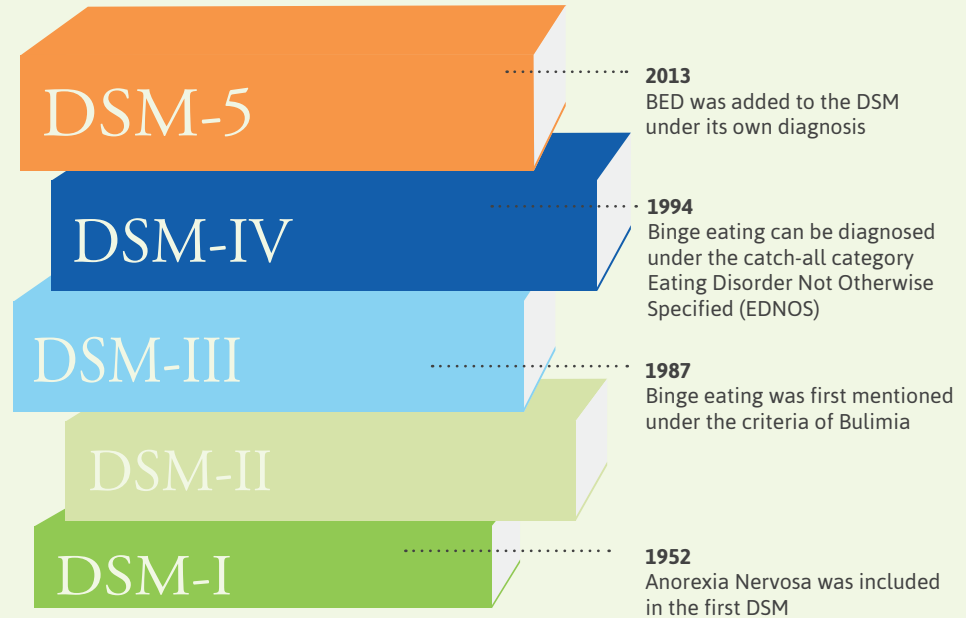 DSM-5
2013
BED was added to the DSM
under its own diagnosis
DSM-IV
1994
Binge eating can be diagnosed
under the catch-all category
Eating Disorder Not Otherwise
Specified (EDNOS)
DSM-III
1987
Binge eating was first mentioned
under the criteria of Bulimia
DSM-II
DSM-I
1952
Anorexia Nervosa was included
in the first DSM